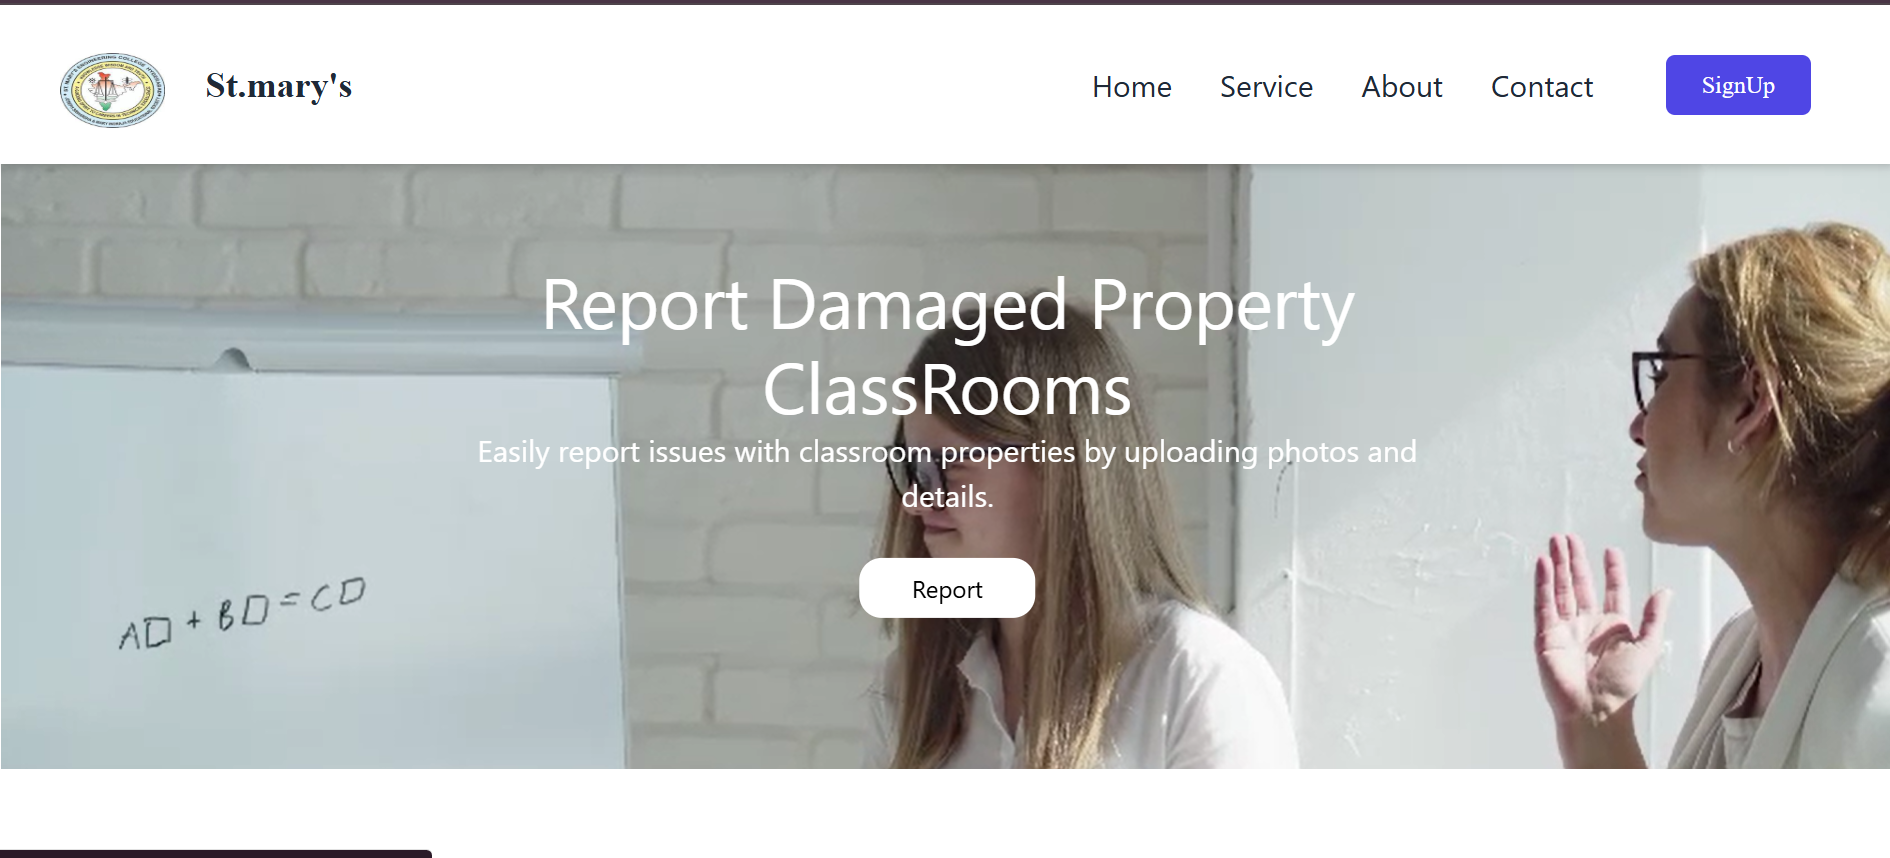 St.mary's
Home
Service
About
Contact
SignUp
Report Damaged Property
ClassRooms
Easily report issues with classroom properties by uploading photos and
details.
Report
AD + BD = CD